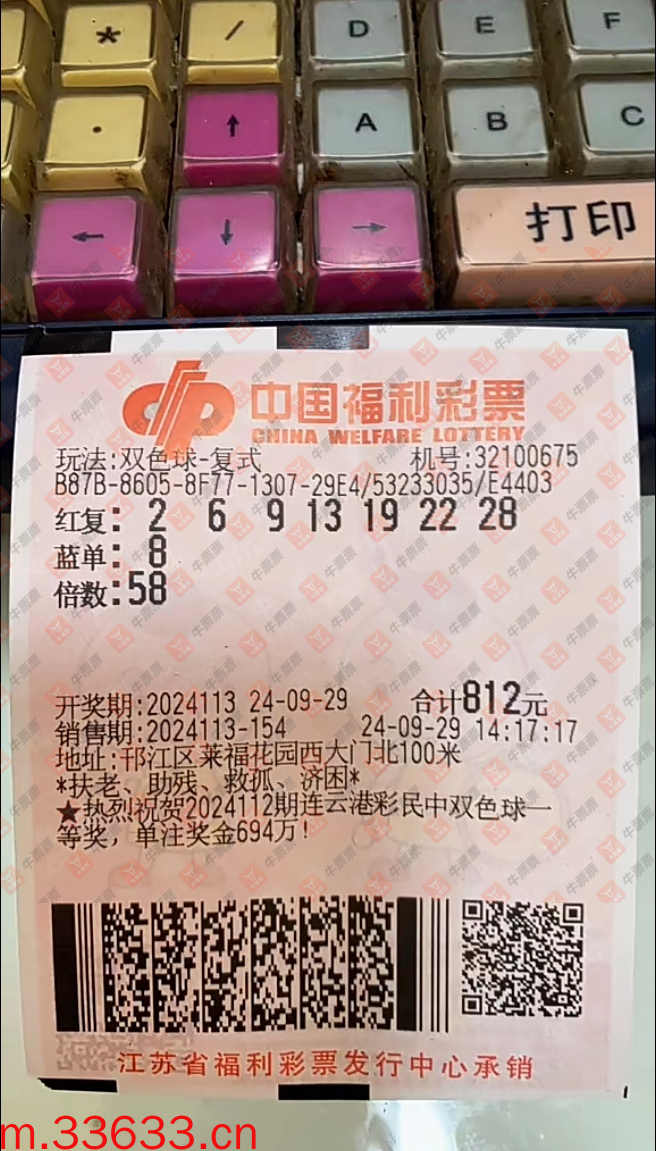 * / D E F
. ↑ A B C
← ↓ → 打印
中国福利彩票
CHINA WELFARE LOTTERY
玩法:双色球-复式 机号:32100675
B87B-8605-8F77-1307-29E4/53233035/E4403
红复: 2 6 9 13 19 22 28
蓝单: 8
倍数:58
开奖期:2024113 24-09-29 合计812元
销售期:2024113-154 24-09-29 14:17:17
地址:邗江区莱福花园西大门北100米
*扶老、助残、救孤、济困*
★热烈祝贺2024112期连云港彩民中双色球一
等奖，单注奖金694万!
江苏省福利彩票发行中心承销
m.33633.cn
牛票票